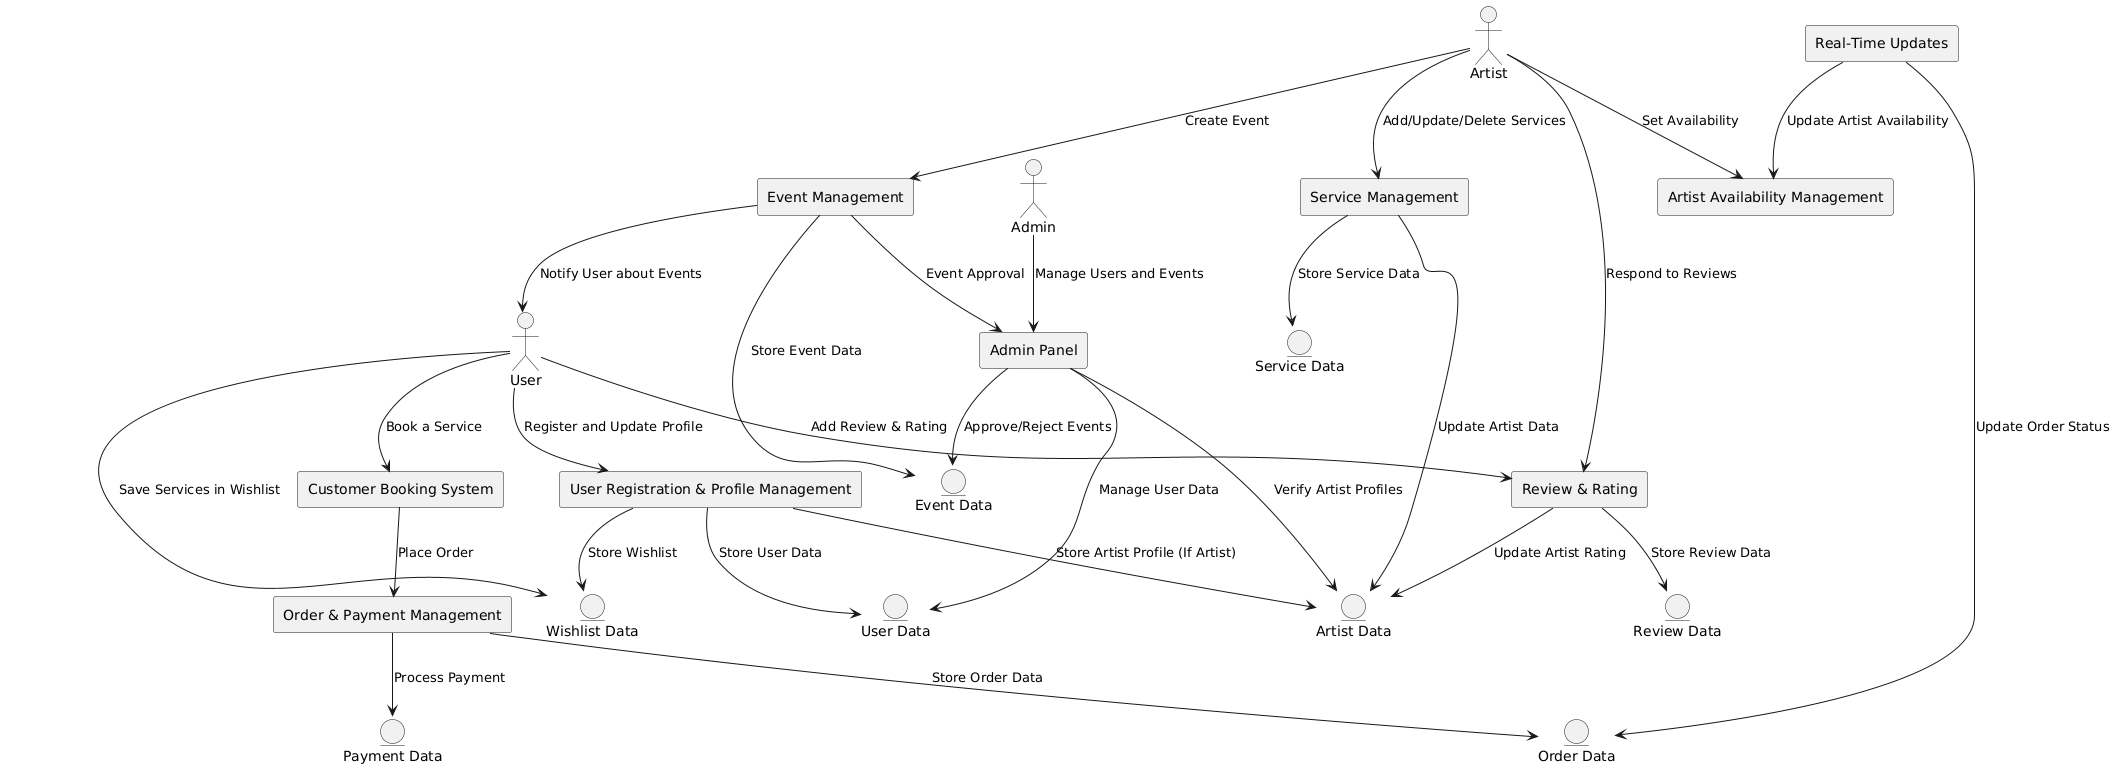 Artist
Real-Time Updates
Create Event
Add/Update/Delete Services
Set Availability
Update Artist Availability
Event Management
Admin
Service Management
Artist Availability Management
Notify User about Events
Event Approval
Manage Users and Events
Store Service Data
Respond to Reviews
User
Store Event Data
Admin Panel
Service Data
Book a Service
Register and Update Profile
Add Review & Rating
Approve/Reject Events
Update Artist Data
Update Order Status
Save Services in Wishlist
Customer Booking System
User Registration & Profile Management
Event Data
Manage User Data
Verify Artist Profiles
Review & Rating
Place Order
Store Wishlist
Store User Data
Store Artist Profile (If Artist)
Update Artist Rating
Store Review Data
Order & Payment Management
Wishlist Data
User Data
Artist Data
Review Data
Process Payment
Store Order Data
Payment Data
Order Data